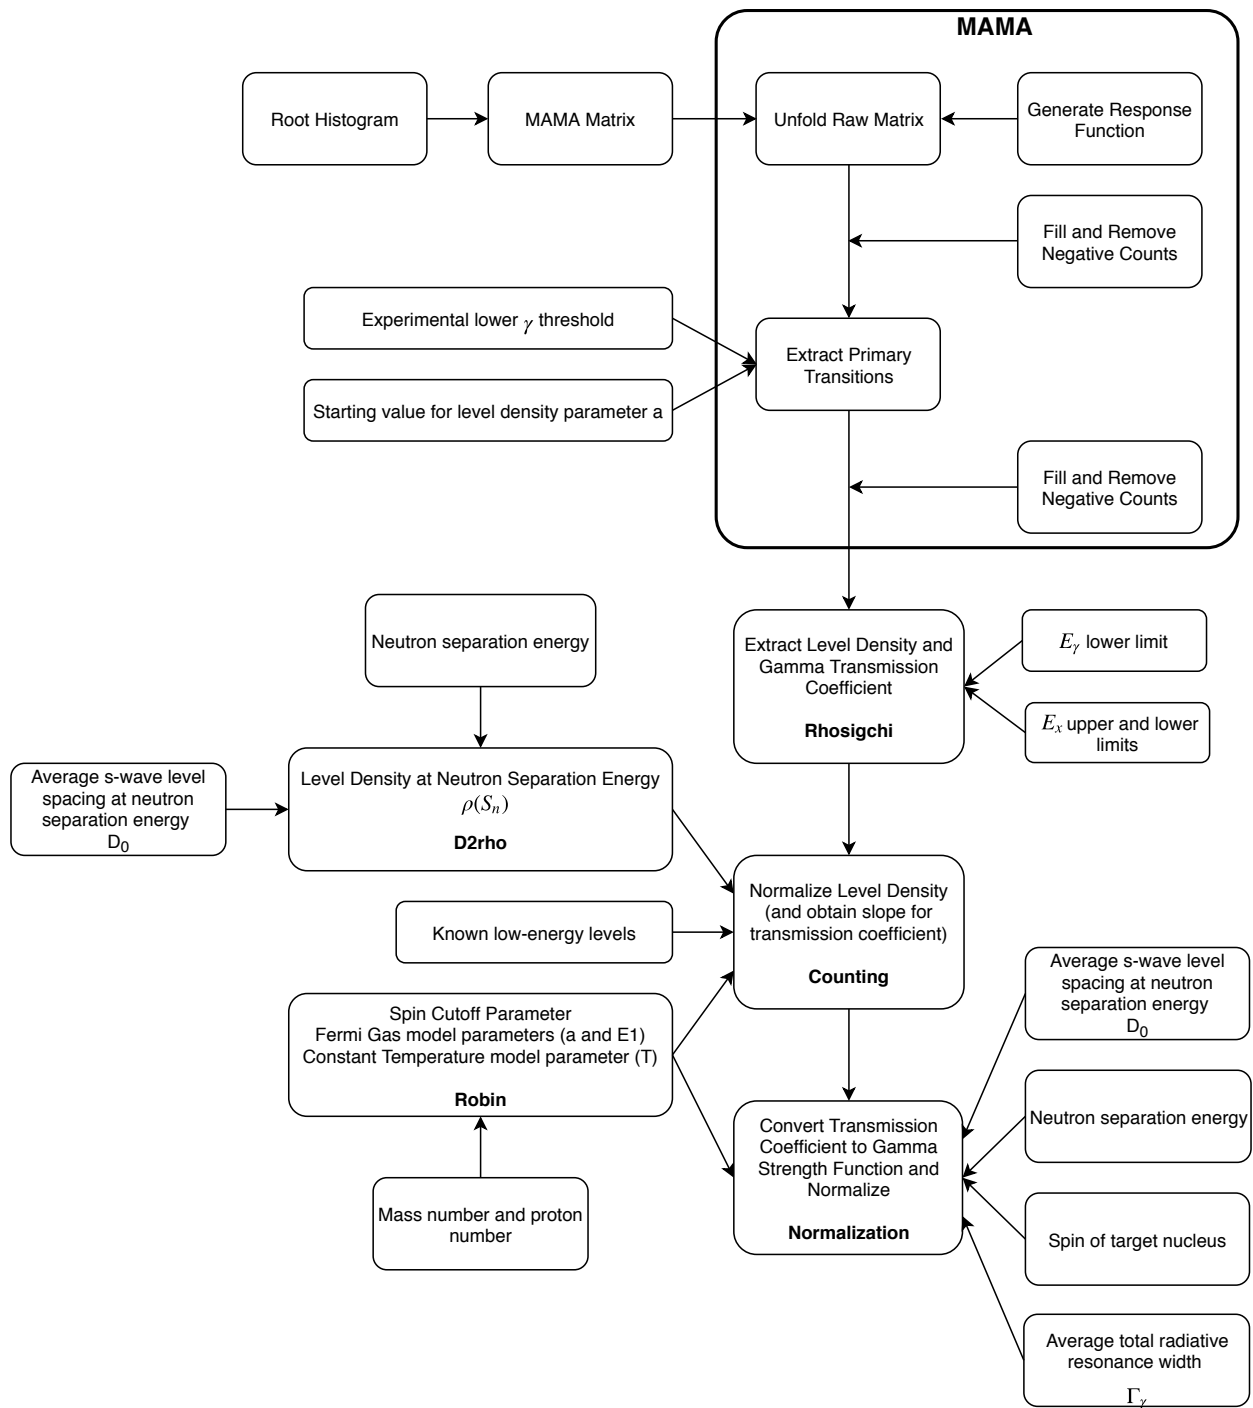 MAMA
Root Histogram
MAMA Matrix
Unfold Raw Matrix
Generate Response
Function
Fill and Remove
Negative Counts
Experimental lower γ threshold
Starting value for level density parameter a
Extract Primary
Transitions
Fill and Remove
Negative Counts
Neutron separation energy
Extract Level Density and
Gamma Transmission
Coefficient
Rhosigchi
Eγ lower limit
Ex upper and lower
limits
Average s-wave level
spacing at neutron
separation energy
D0
Level Density at Neutron Separation Energy
ρ(Sn)
D2rho
Known low-energy levels
Normalize Level Density
(and obtain slope for
transmission coefficient)
Counting
Spin Cutoff Parameter
Fermi Gas model parameters (a and E1)
Constant Temperature model parameter (T)
Robin
Mass number and proton
number
Convert Transmission
Coefficient to Gamma
Strength Function and
Normalize
Normalization
Average s-wave level
spacing at neutron
separation energy
D0
Neutron separation energy
Spin of target nucleus
Average total radiative
resonance width
Γγ